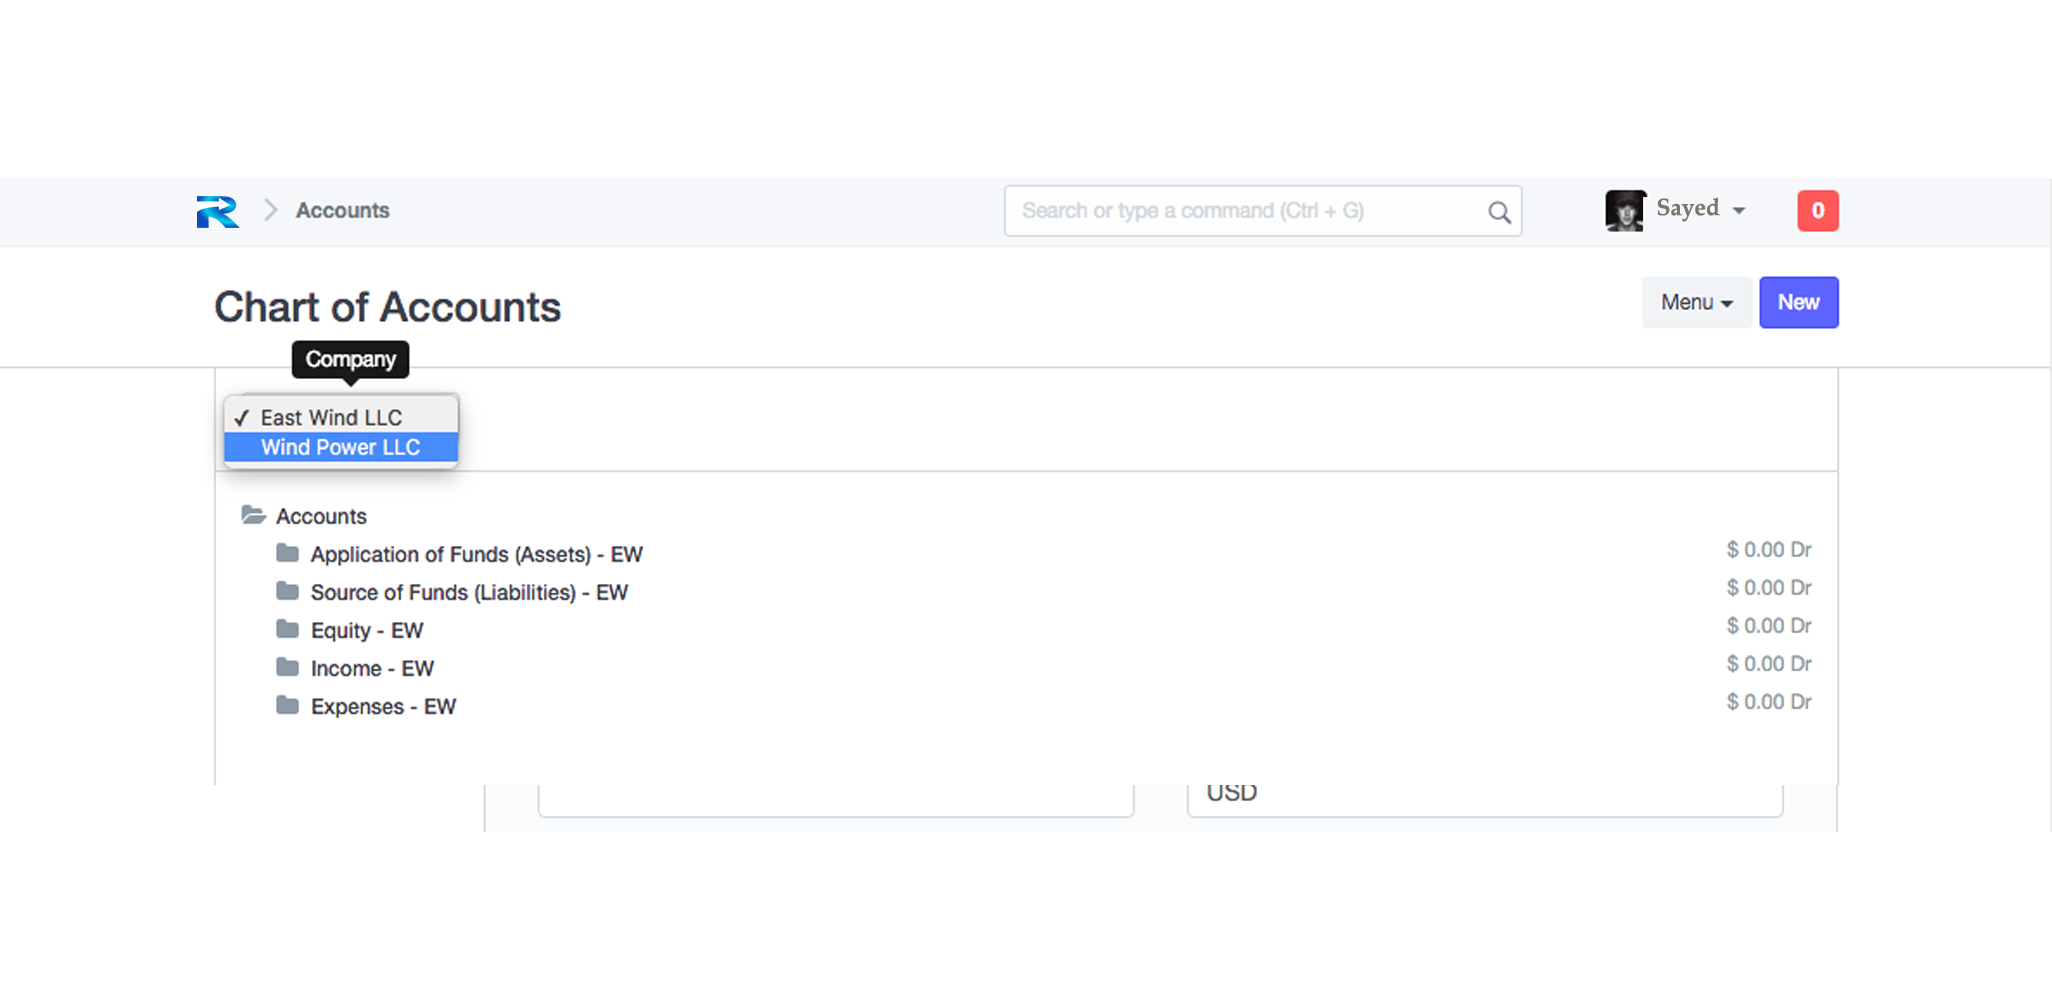 Accounts
Search or type a command (Ctrl + G)
Sayed
0
Chart of Accounts
Menu
New
Company
✓ East Wind LLC
Wind Power LLC
Accounts
Application of Funds (Assets) - EW $ 0.00 Dr
Source of Funds (Liabilities) - EW $ 0.00 Dr
Equity - EW $ 0.00 Dr
Income - EW $ 0.00 Dr
Expenses - EW $ 0.00 Dr
USD